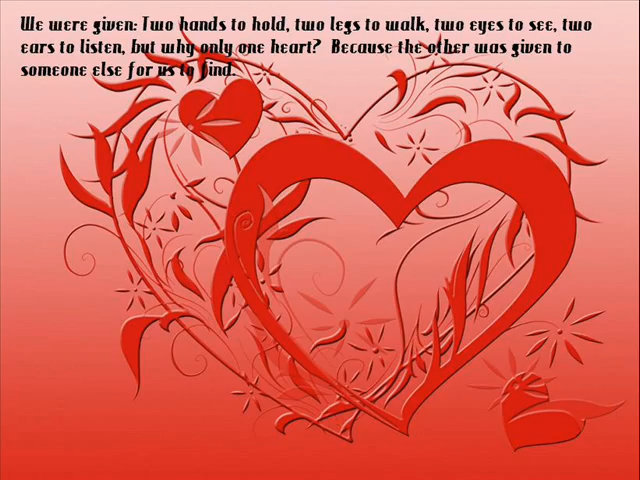 We were given: Two hands to hold, two legs to walk, two eyes to see, two
ears to listen, but why only one heart? Because the other was given to
someone else for us to find.